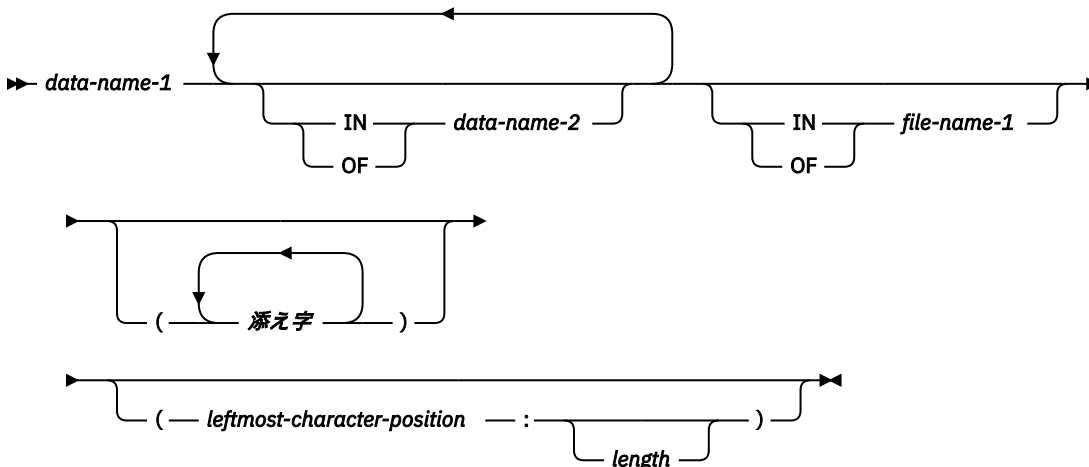 data-name-1
IN data-name-2 IN file-name-1
OF OF
( 添え字 )
( leftmost-character-position : )
length